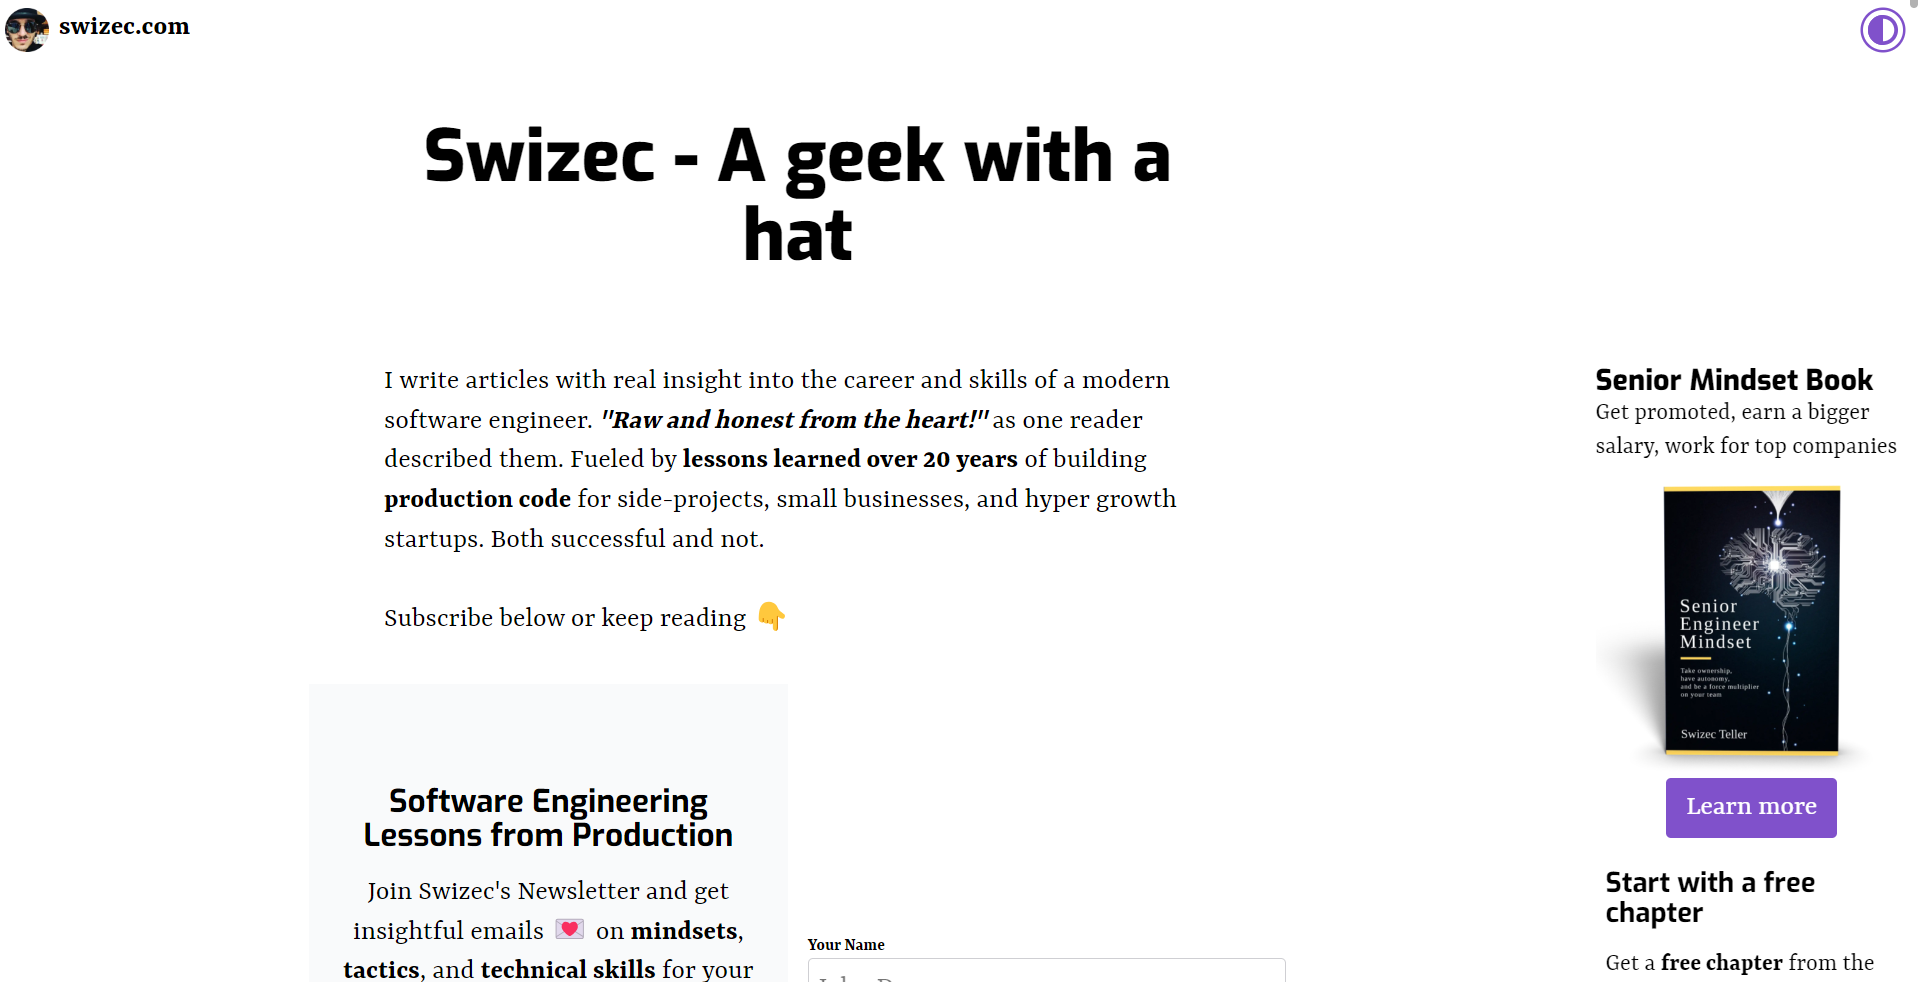 swizec.com
Swizec - A geek with a
hat
I write articles with real insight into the career and skills of a modern
software engineer. "Raw and honest from the heart!" as one reader
described them. Fueled by lessons learned over 20 years of building
production code for side-projects, small businesses, and hyper growth
startups. Both successful and not.
Subscribe below or keep reading 👇
Software Engineering
Lessons from Production
Join Swizec's Newsletter and get
insightful emails 💌 on mindsets,
tactics, and technical skills for your
Your Name
Senior Mindset Book
Get promoted, earn a bigger
salary, work for top companies
Senior
Engineer
Mindset
Take ownership,
have autonomy,
and be a force multiplier
on your team
Swizec Teller
Learn more
Start with a free
chapter
Get a free chapter from the